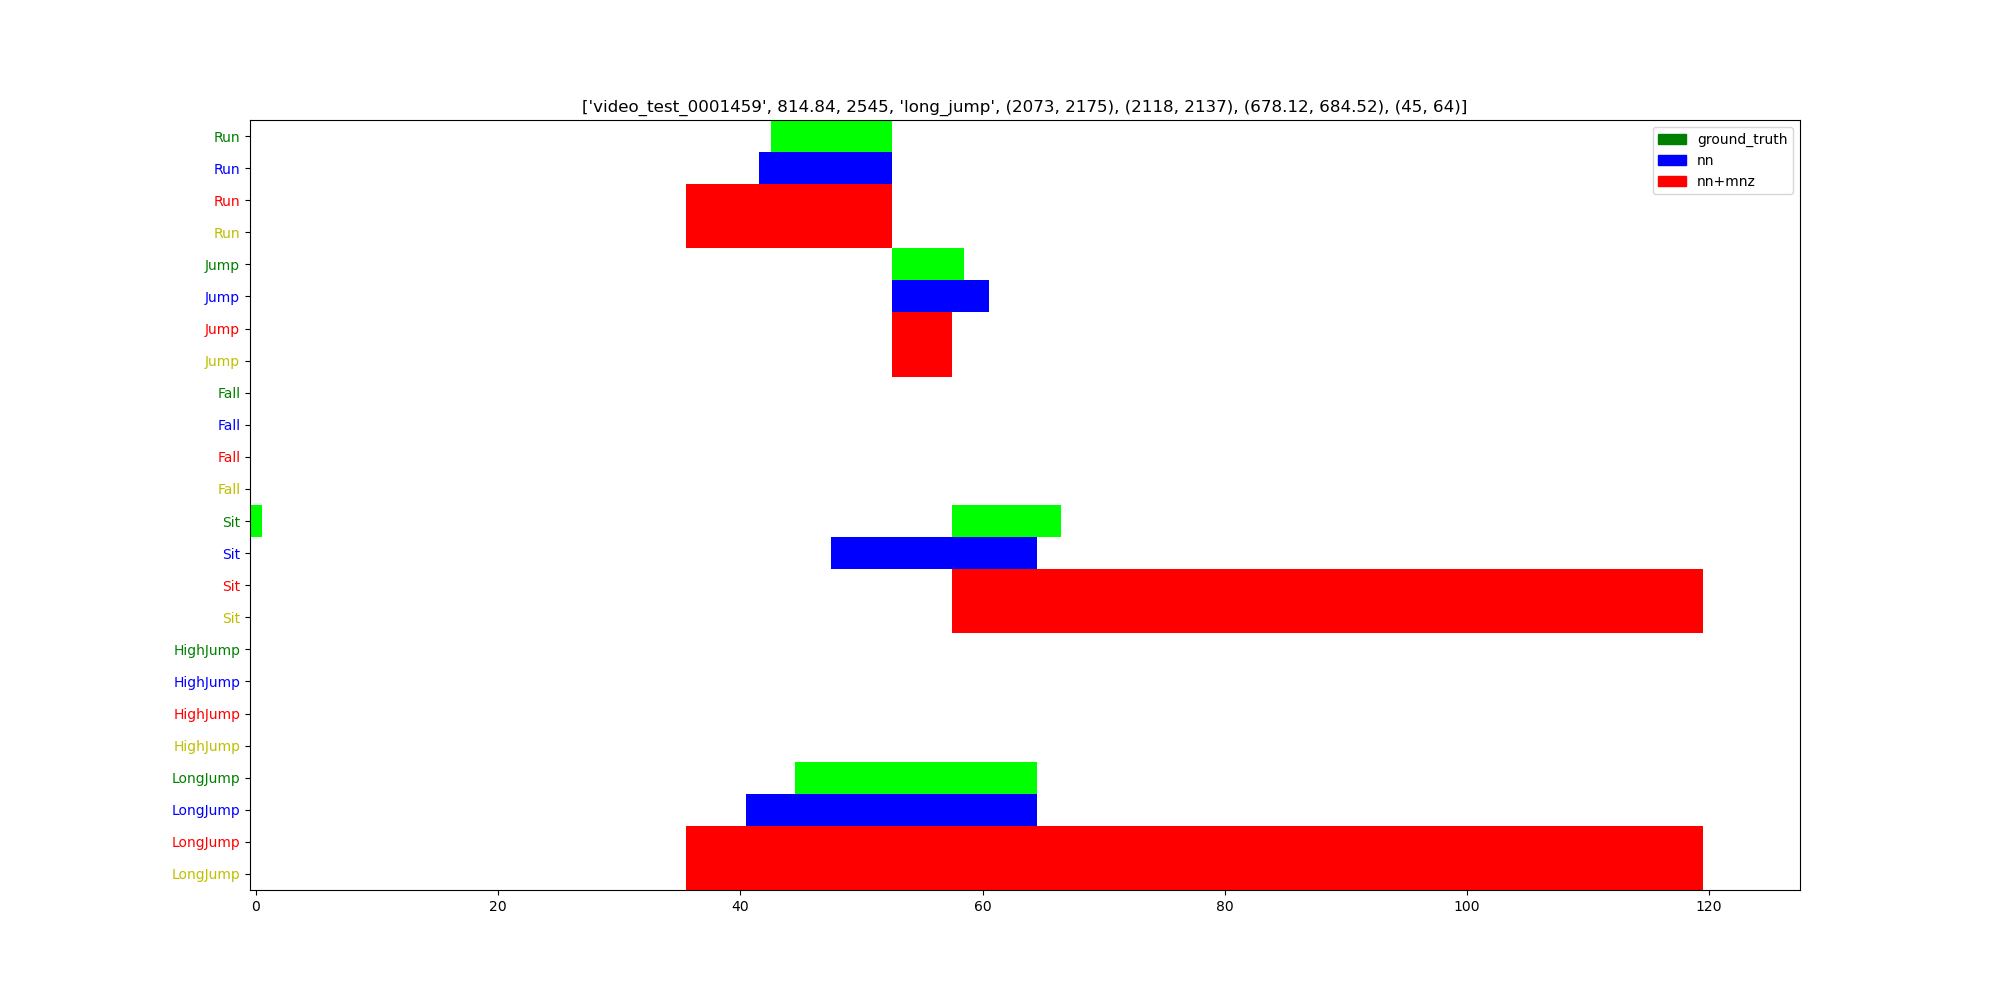 ['video_test_0001459', 814.84, 2545, 'long_jump', (2073, 2175), (2118, 2137), (678.12, 684.52), (45, 64)]
ground_truth
nn
nn+mnz
Run
Run
Run
Run
Jump
Jump
Jump
Jump
Fall
Fall
Fall
Fall
Sit
Sit
Sit
Sit
HighJump
HighJump
HighJump
HighJump
LongJump
LongJump
LongJump
LongJump
0 20 40 60 80 100 120